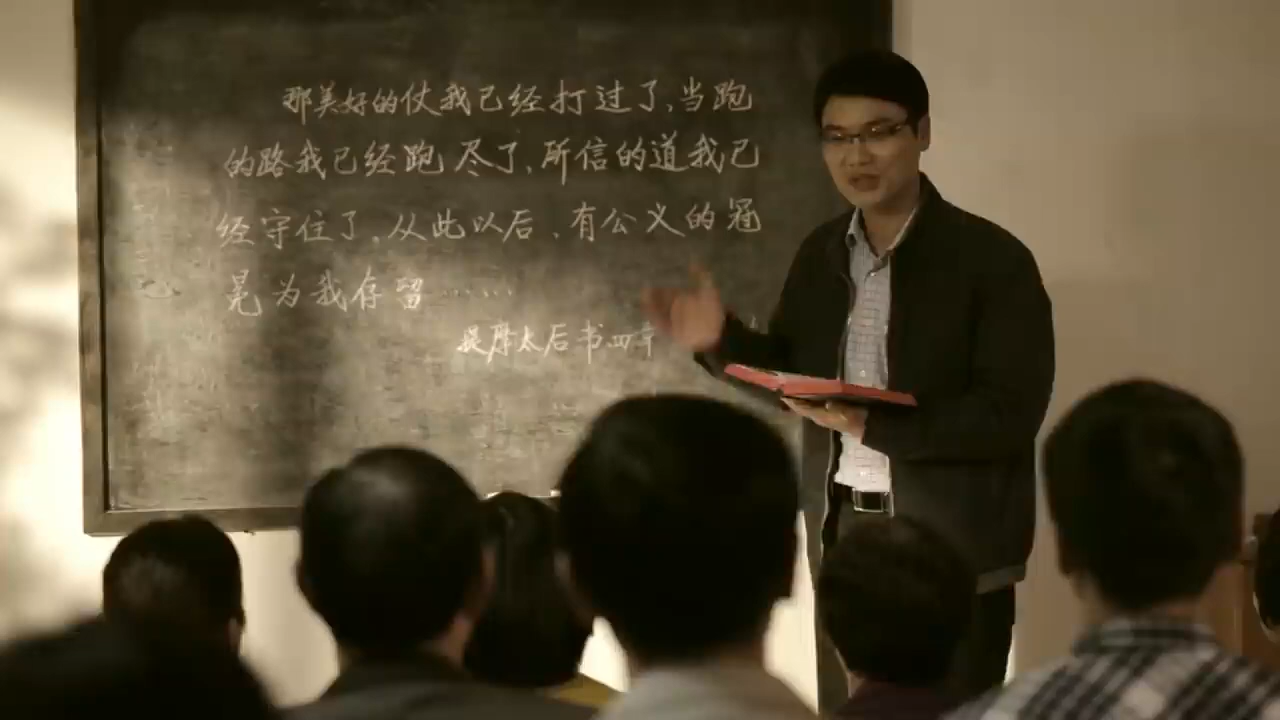 那美好的仗我已经打过了,当跑
的路我已经跑尽了,所信的道我已
经守住了,从此以后、有公义的冠
冕为我存留······
提摩太后书四章